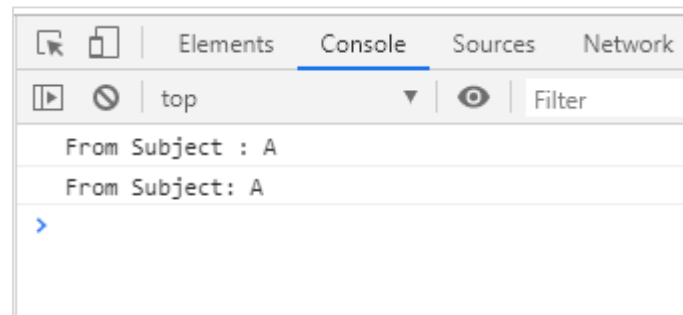 Elements Console Sources Network
top Filter
From Subject : A
From Subject: A